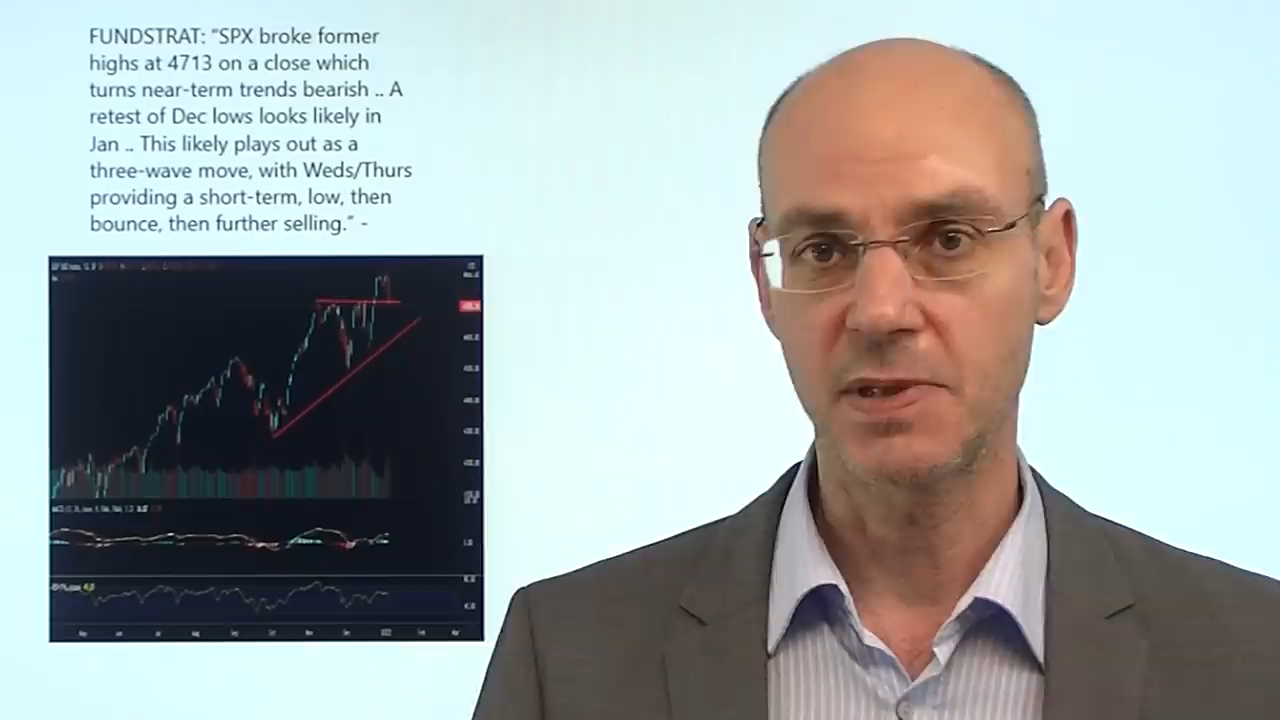 FUNDSTRAT: “SPX broke former
highs at 4713 on a close which
turns near-term trends bearish .. A
retest of Dec lows looks likely in
Jan .. This likely plays out as a
three-wave move, with Weds/Thurs
providing a short-term, low, then
bounce, then further selling.” -